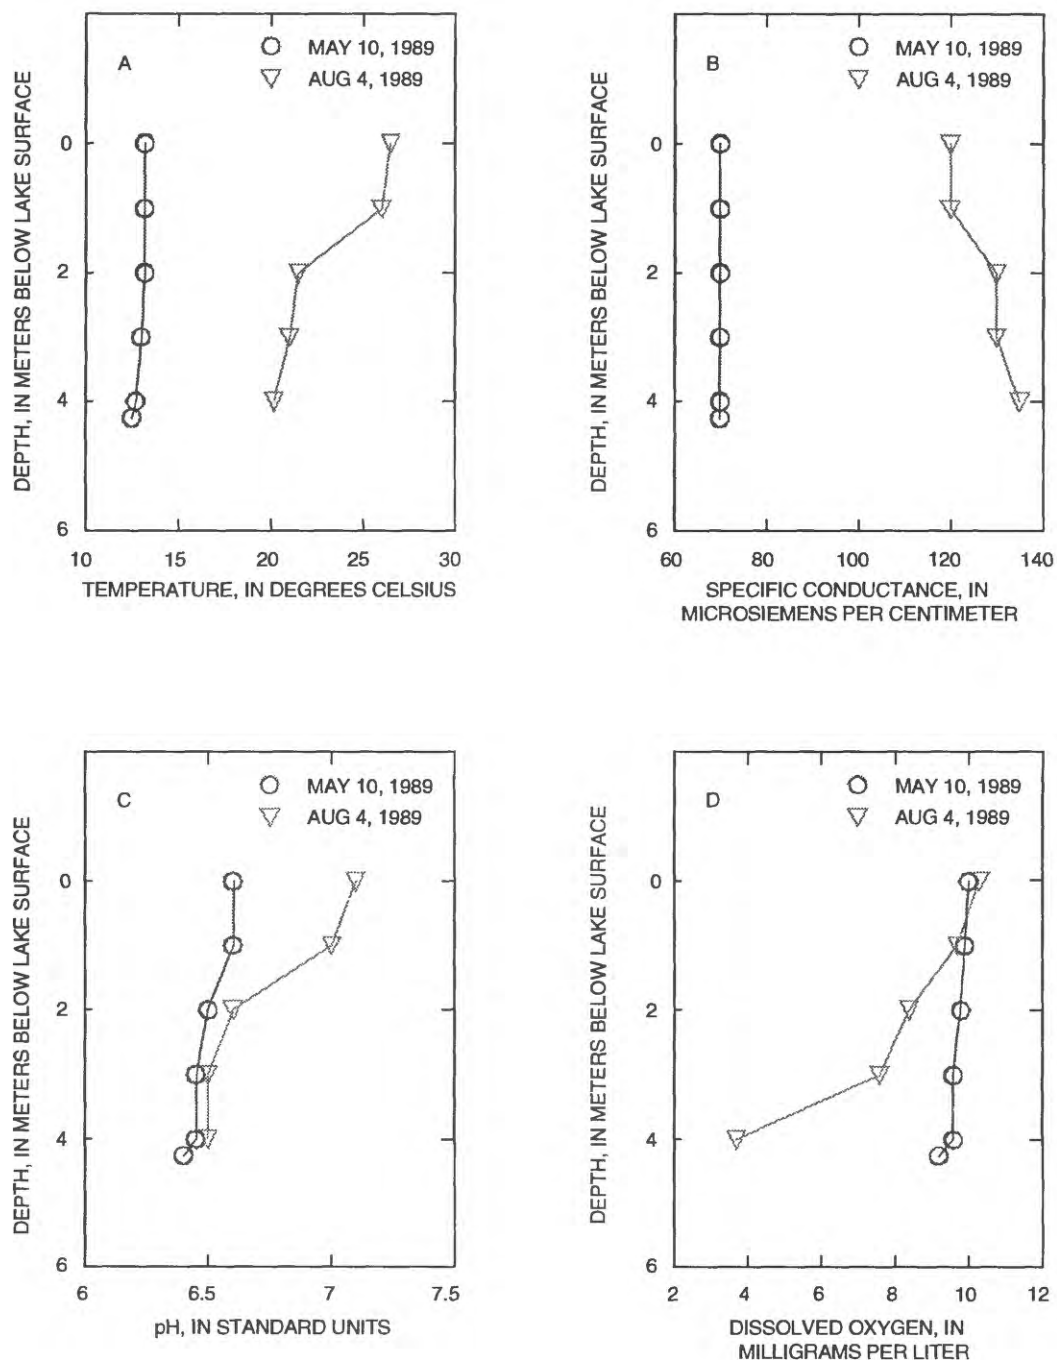 A
MAY 10, 1989
AUG 4, 1989
DEPTH, IN METERS BELOW LAKE SURFACE
0
2
4
6
10 15 20 25 30
TEMPERATURE, IN DEGREES CELSIUS
B
MAY 10, 1989
AUG 4, 1989
DEPTH, IN METERS BELOW LAKE SURFACE
0
2
4
6
60 80 100 120 140
SPECIFIC CONDUCTANCE, IN
MICROSIEMENS PER CENTIMETER
C
MAY 10, 1989
AUG 4, 1989
DEPTH, IN METERS BELOW LAKE SURFACE
0
2
4
6
6 6.5 7 7.5
pH, IN STANDARD UNITS
D
MAY 10, 1989
AUG 4, 1989
DEPTH, IN METERS BELOW LAKE SURFACE
0
2
4
6
2 4 6 8 10 12
DISSOLVED OXYGEN, IN
MILLIGRAMS PER LITER